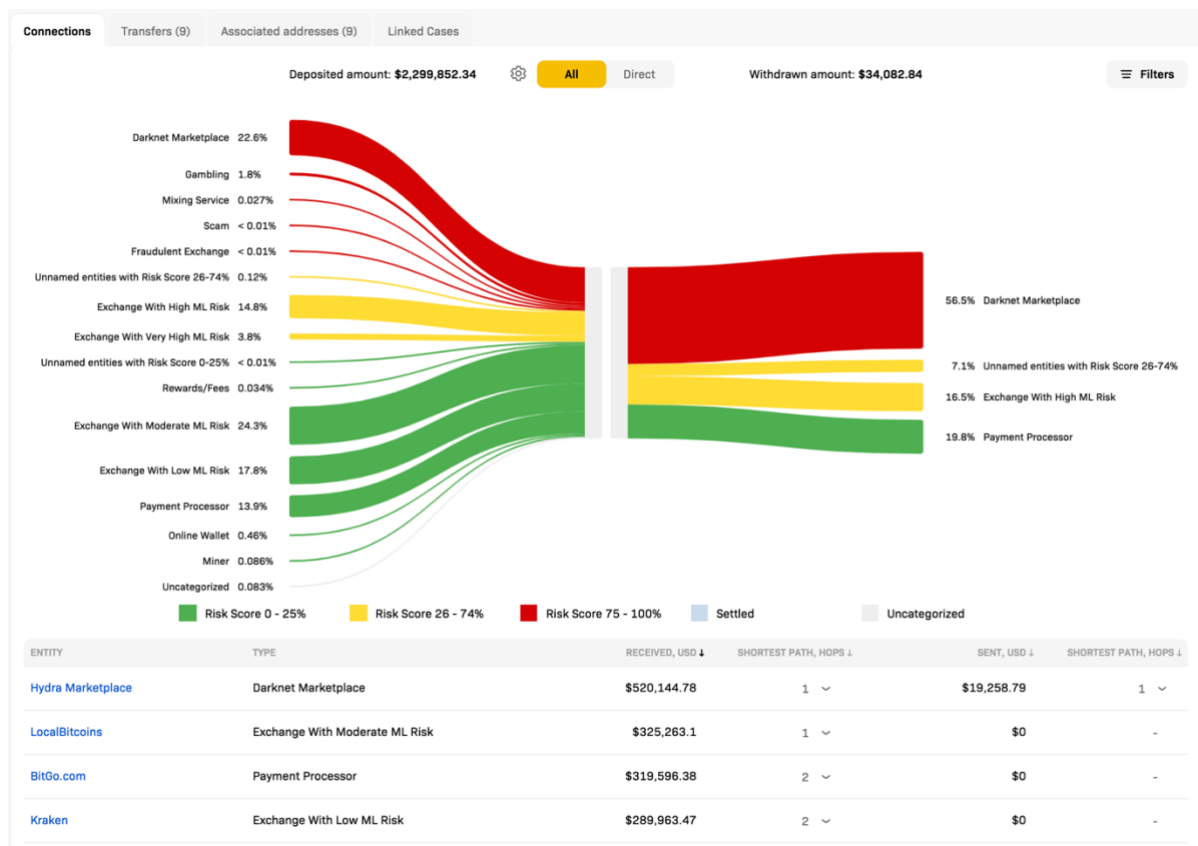 Connections Transfers (9) Associated addresses (9) Linked Cases
Deposited amount: $2,299,852.34 All Direct Withdrawn amount: $34,082.84 Filters
Darknet Marketplace 22.6%
Gambling 1.8%
Mixing Service 0.027%
Scam < 0.01%
Fraudulent Exchange < 0.01%
Unnamed entities with Risk Score 26-74% 0.12%
Exchange With High ML Risk 14.8%
Exchange With Very High ML Risk 3.8%
Unnamed entities with Risk Score 0-25% < 0.01%
Rewards/Fees 0.034%
Exchange With Moderate ML Risk 24.3%
Exchange With Low ML Risk 17.8%
Payment Processor 13.9%
Online Wallet 0.46%
Miner 0.086%
Uncategorized 0.083%
56.5% Darknet Marketplace
7.1% Unnamed entities with Risk Score 26-74%
16.5% Exchange With High ML Risk
19.8% Payment Processor
Risk Score 0 - 25% Risk Score 26 - 74% Risk Score 75 - 100% Settled Uncategorized
ENTITY TYPE RECEIVED, USD ↓ SHORTEST PATH, HOPS ↓ SENT, USD ↓ SHORTEST PATH, HOPS ↓
Hydra Marketplace Darknet Marketplace $520,144.78 1 $19,258.79 1
LocalBitcoins Exchange With Moderate ML Risk $325,263.1 1 $0 -
BitGo.com Payment Processor $319,596.38 2 $0 -
Kraken Exchange With Low ML Risk $289,963.47 2 $0 -